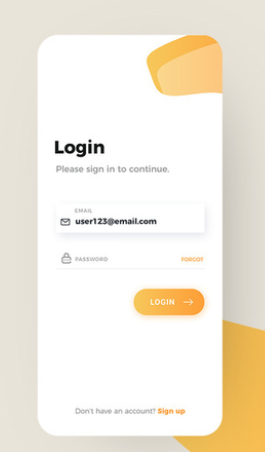 Login
Please sign in to continue.
EMAIL
user123@email.com
PASSWORD FORGOT
LOGIN
Don't have an account? Sign up